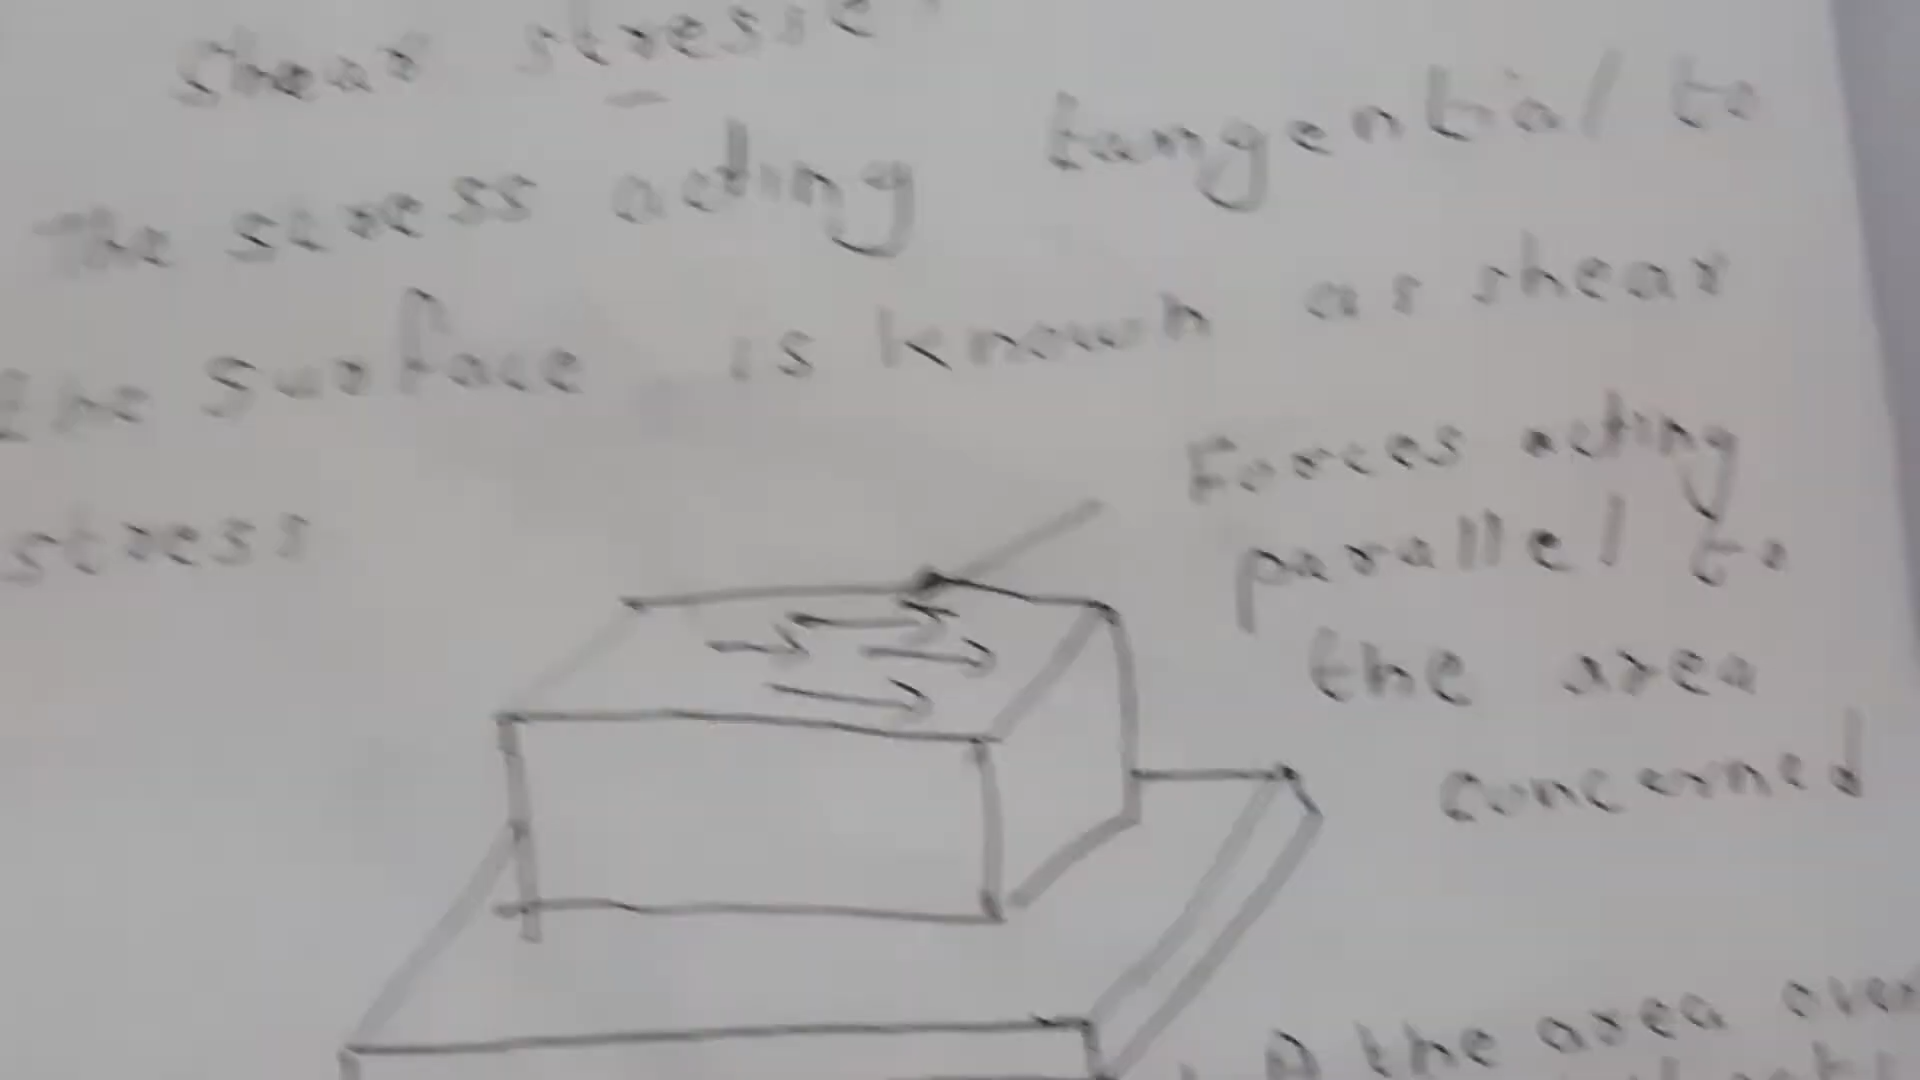 shear stresse
The stress acting tangential to
the surface is known as shear
stress
Forces acting
parallel to
the area
concerned
A the area over